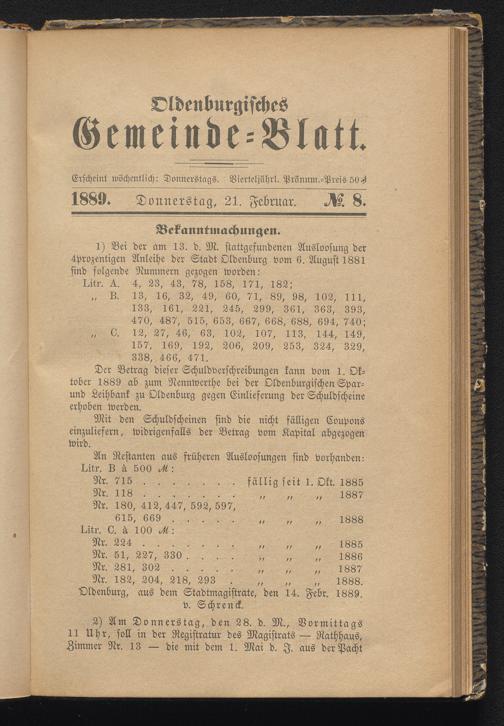 Oldenburgisches
Gemeinde=Blatt.
Erscheint wöchentlich: Donnerstags. Vierteljährl. Pränum.=Preis 50 ₰
1889. Donnerstag, 21. Februar. №. 8.
Bekanntmachungen.
1) Bei der am 13. d. M. stattgefundenen Ausloosung der
4prozentigen Anleihe der Stadt Oldenburg vom 6. August 1881
sind folgende Nummern gezogen worden:
Litr. A. 4, 23, 43, 78, 158, 171, 182;
„ B. 13, 16, 32, 49, 60, 71, 89, 98, 102, 111,
133, 161, 221, 245, 299, 361, 363, 393,
470, 487, 515, 653, 667, 668, 688, 694, 740;
„ C. 12, 27, 46, 63, 102, 107, 113, 144, 149,
157, 169, 192, 206, 209, 253, 324, 329,
338, 466, 471.
Der Betrag dieser Schuldverschreibungen kann vom 1. Ok-
tober 1889 ab zum Nennwerthe bei der Oldenburgischen Spar-
und Leihbank zu Oldenburg gegen Einlieferung der Schuldscheine
erhoben werden.
Mit den Schuldscheinen sind die nicht fälligen Coupons
einzuliefern, widrigenfalls der Betrag vom Kapital abgezogen
wird.
An Restanten aus früheren Ausloosungen sind vorhanden:
Litr. B à 500 ℳ:
Nr. 715 . . . . . . . . fällig seit 1. Okt. 1885
Nr. 118 . . . . . . . . „ „ „ 1887
Nr. 180, 412, 447, 592, 597,
615, 669 . . . . . . „ „ „ 1888
Litr. C. à 100 ℳ:
Nr. 224 . . . . . . . . „ „ „ 1885
Nr. 51, 227, 330 . . . . „ „ „ 1886
Nr. 281, 302 . . . . . . „ „ „ 1887
Nr. 182, 204, 218, 293 . „ „ „ 1888.
Oldenburg, aus dem Stadtmagistrate, den 14. Febr. 1889.
v. Schrenck.
2) Am Donnerstag, den 28. d. M., Vormittags
11 Uhr, soll in der Registratur des Magistrats — Rathhaus,
Zimmer Nr. 13 — die mit dem 1. Mai d. J. aus der Pacht